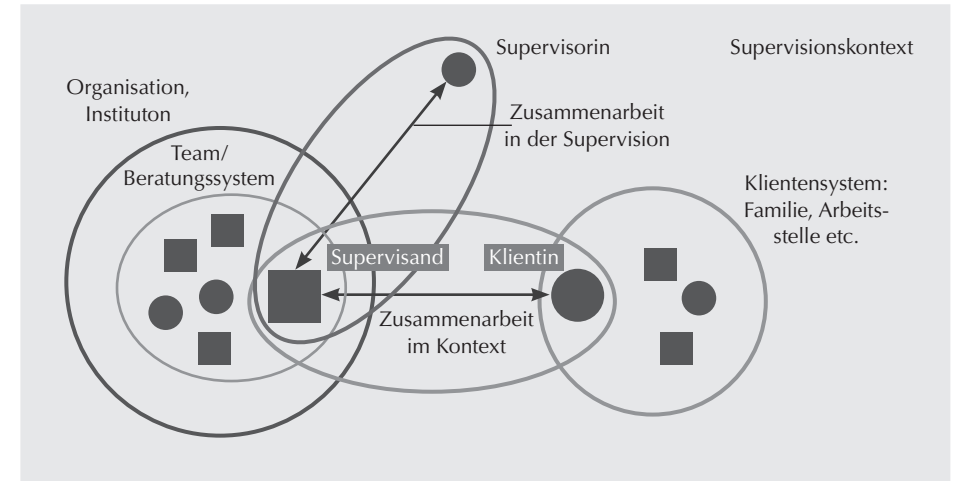 Supervisorin
Supervisionskontext
Organisation,
Instituton
Zusammenarbeit
in der Supervision
Team/
Beratungssystem
Klientensystem:
Familie, Arbeits-
stelle etc.
Supervisand
Klientin
Zusammenarbeit
im Kontext